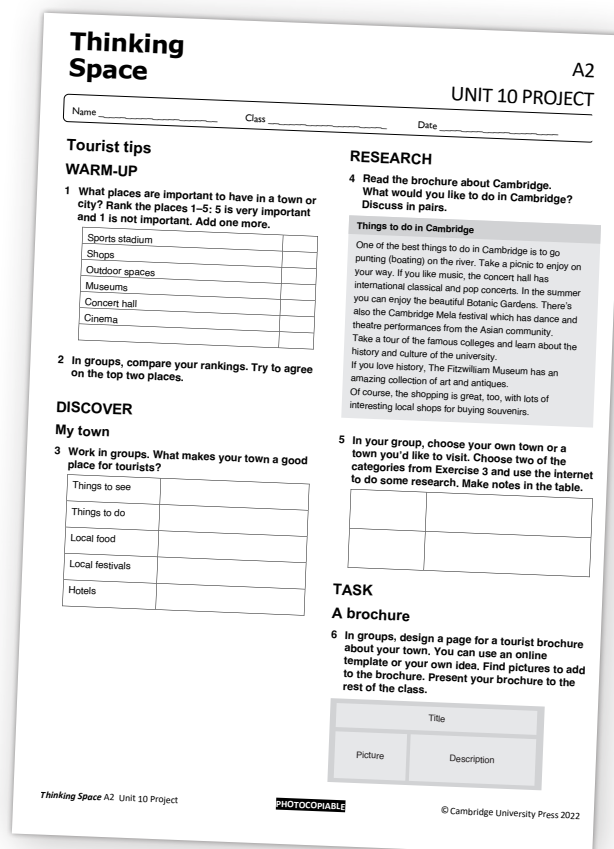 Thinking
Space
A2
UNIT 10 PROJECT
Name
Class
Date
Tourist tips
WARM-UP
1 What places are important to have in a town or
city? Rank the places 1–5: 5 is very important
and 1 is not important. Add one more.
Sports stadium
Shops
Outdoor spaces
Museums
Concert hall
Cinema
2 In groups, compare your rankings. Try to agree
on the top two places.
DISCOVER
My town
3 Work in groups. What makes your town a good
place for tourists?
Things to see
Things to do
Local food
Local festivals
Hotels
RESEARCH
4 Read the brochure about Cambridge.
What would you like to do in Cambridge?
Discuss in pairs.
Things to do in Cambridge
One of the best things to do in Cambridge is to go
punting (boating) on the river. Take a picnic to enjoy on
your way. If you like music, the concert hall has
international classical and pop concerts. In the summer
you can enjoy the beautiful Botanic Gardens. There's
also the Cambridge Mela festival which has dance and
theatre performances from the Asian community.
Take a tour of the famous colleges and learn about the
history and culture of the university.
If you love history, The Fitzwilliam Museum has an
amazing collection of art and antiques.
Of course, the shopping is great, too, with lots of
interesting local shops for buying souvenirs.
5 In your group, choose your own town or a
town you'd like to visit. Choose two of the
categories from Exercise 3 and use the internet
to do some research. Make notes in the table.
TASK
A brochure
6 In groups, design a page for a tourist brochure
about your town. You can use an online
template or your own idea. Find pictures to add
to the brochure. Present your brochure to the
rest of the class.
Title
Picture
Description
Thinking Space A2 Unit 10 Project
PHOTOCOPIABLE
© Cambridge University Press 2022